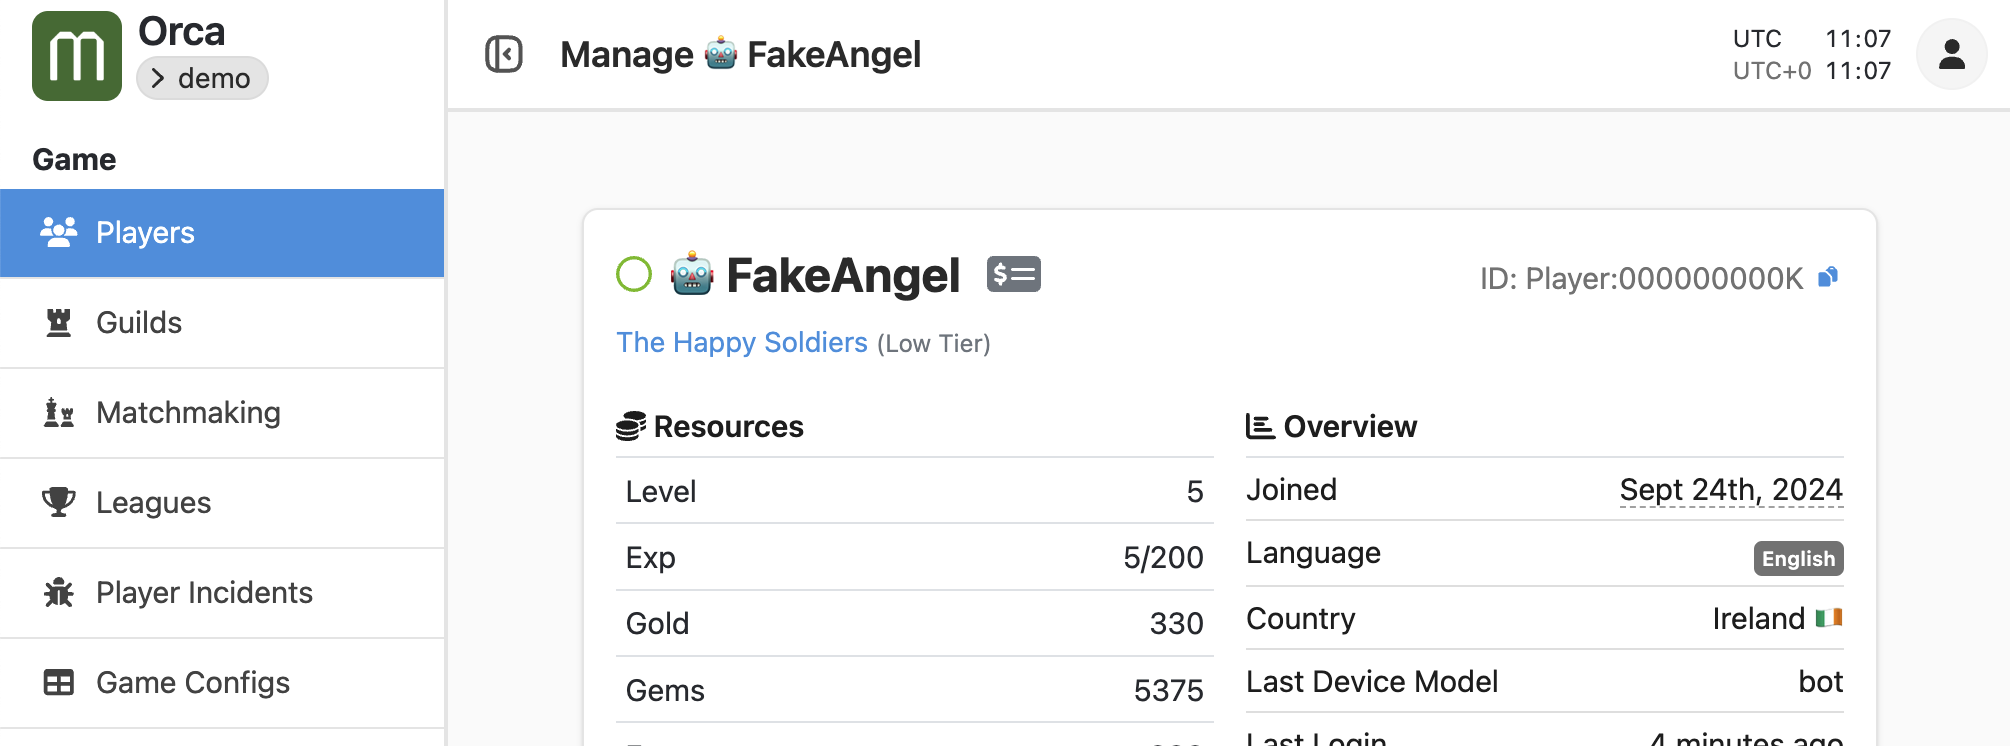 Orca
demo
Game
Players
Guilds
Matchmaking
Leagues
Player Incidents
Game Configs
Manage 🤖 FakeAngel
UTC 11:07
UTC+0 11:07
🤖 FakeAngel
ID: Player:000000000K
The Happy Soldiers (Low Tier)
Resources
Level 5
Exp 5/200
Gold 330
Gems 5375
Overview
Joined Sept 24th, 2024
Language English
Country Ireland 🇮🇪
Last Device Model bot
Last Login 4 minutes ago